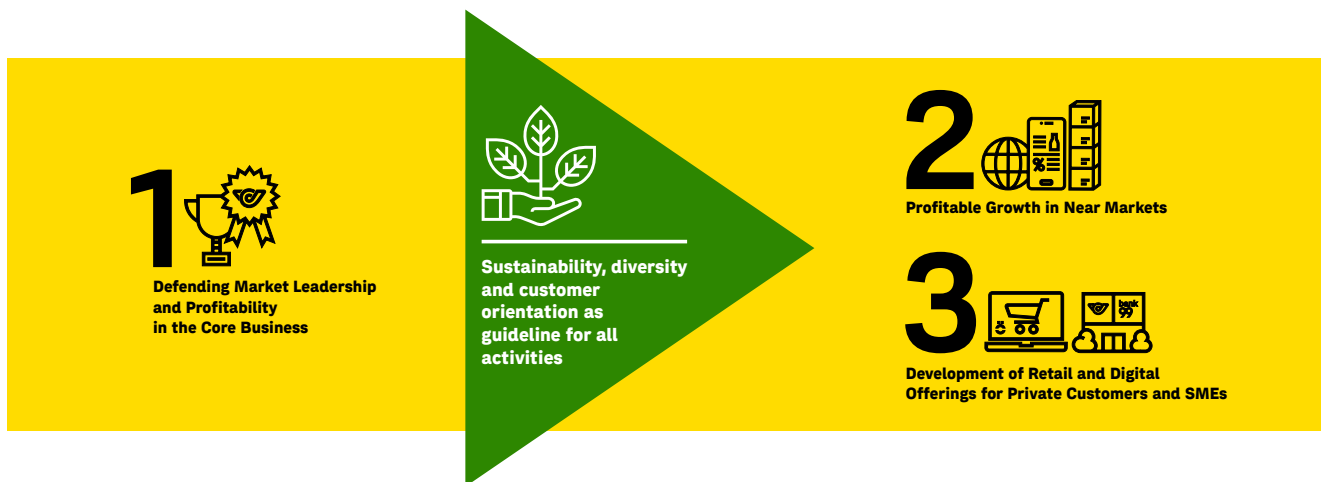 1
Defending Market Leadership
and Profitability
in the Core Business
Sustainability, diversity
and customer
orientation as
guideline for all
activities
2
%
Profitable Growth in Near Markets
3
bank
99
Development of Retail and Digital
Offerings for Private Customers and SMEs